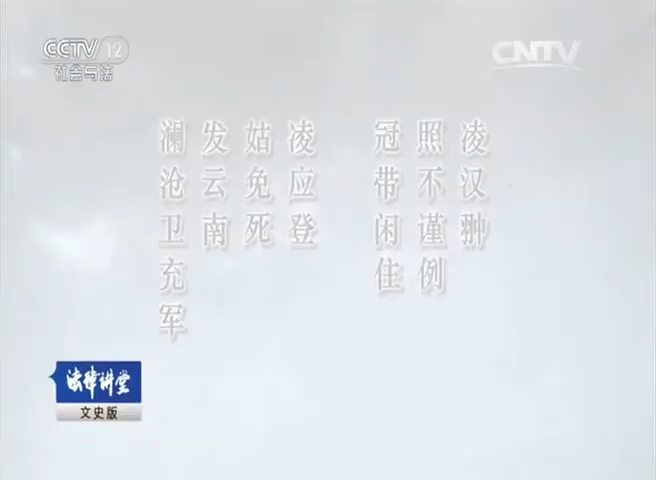 CCTV 12
社会与法
CNTV
凌汉翀
照不谨例
冠带闲住
凌应登
姑免死
发云南
澜沧卫充军
法律讲堂
文史版